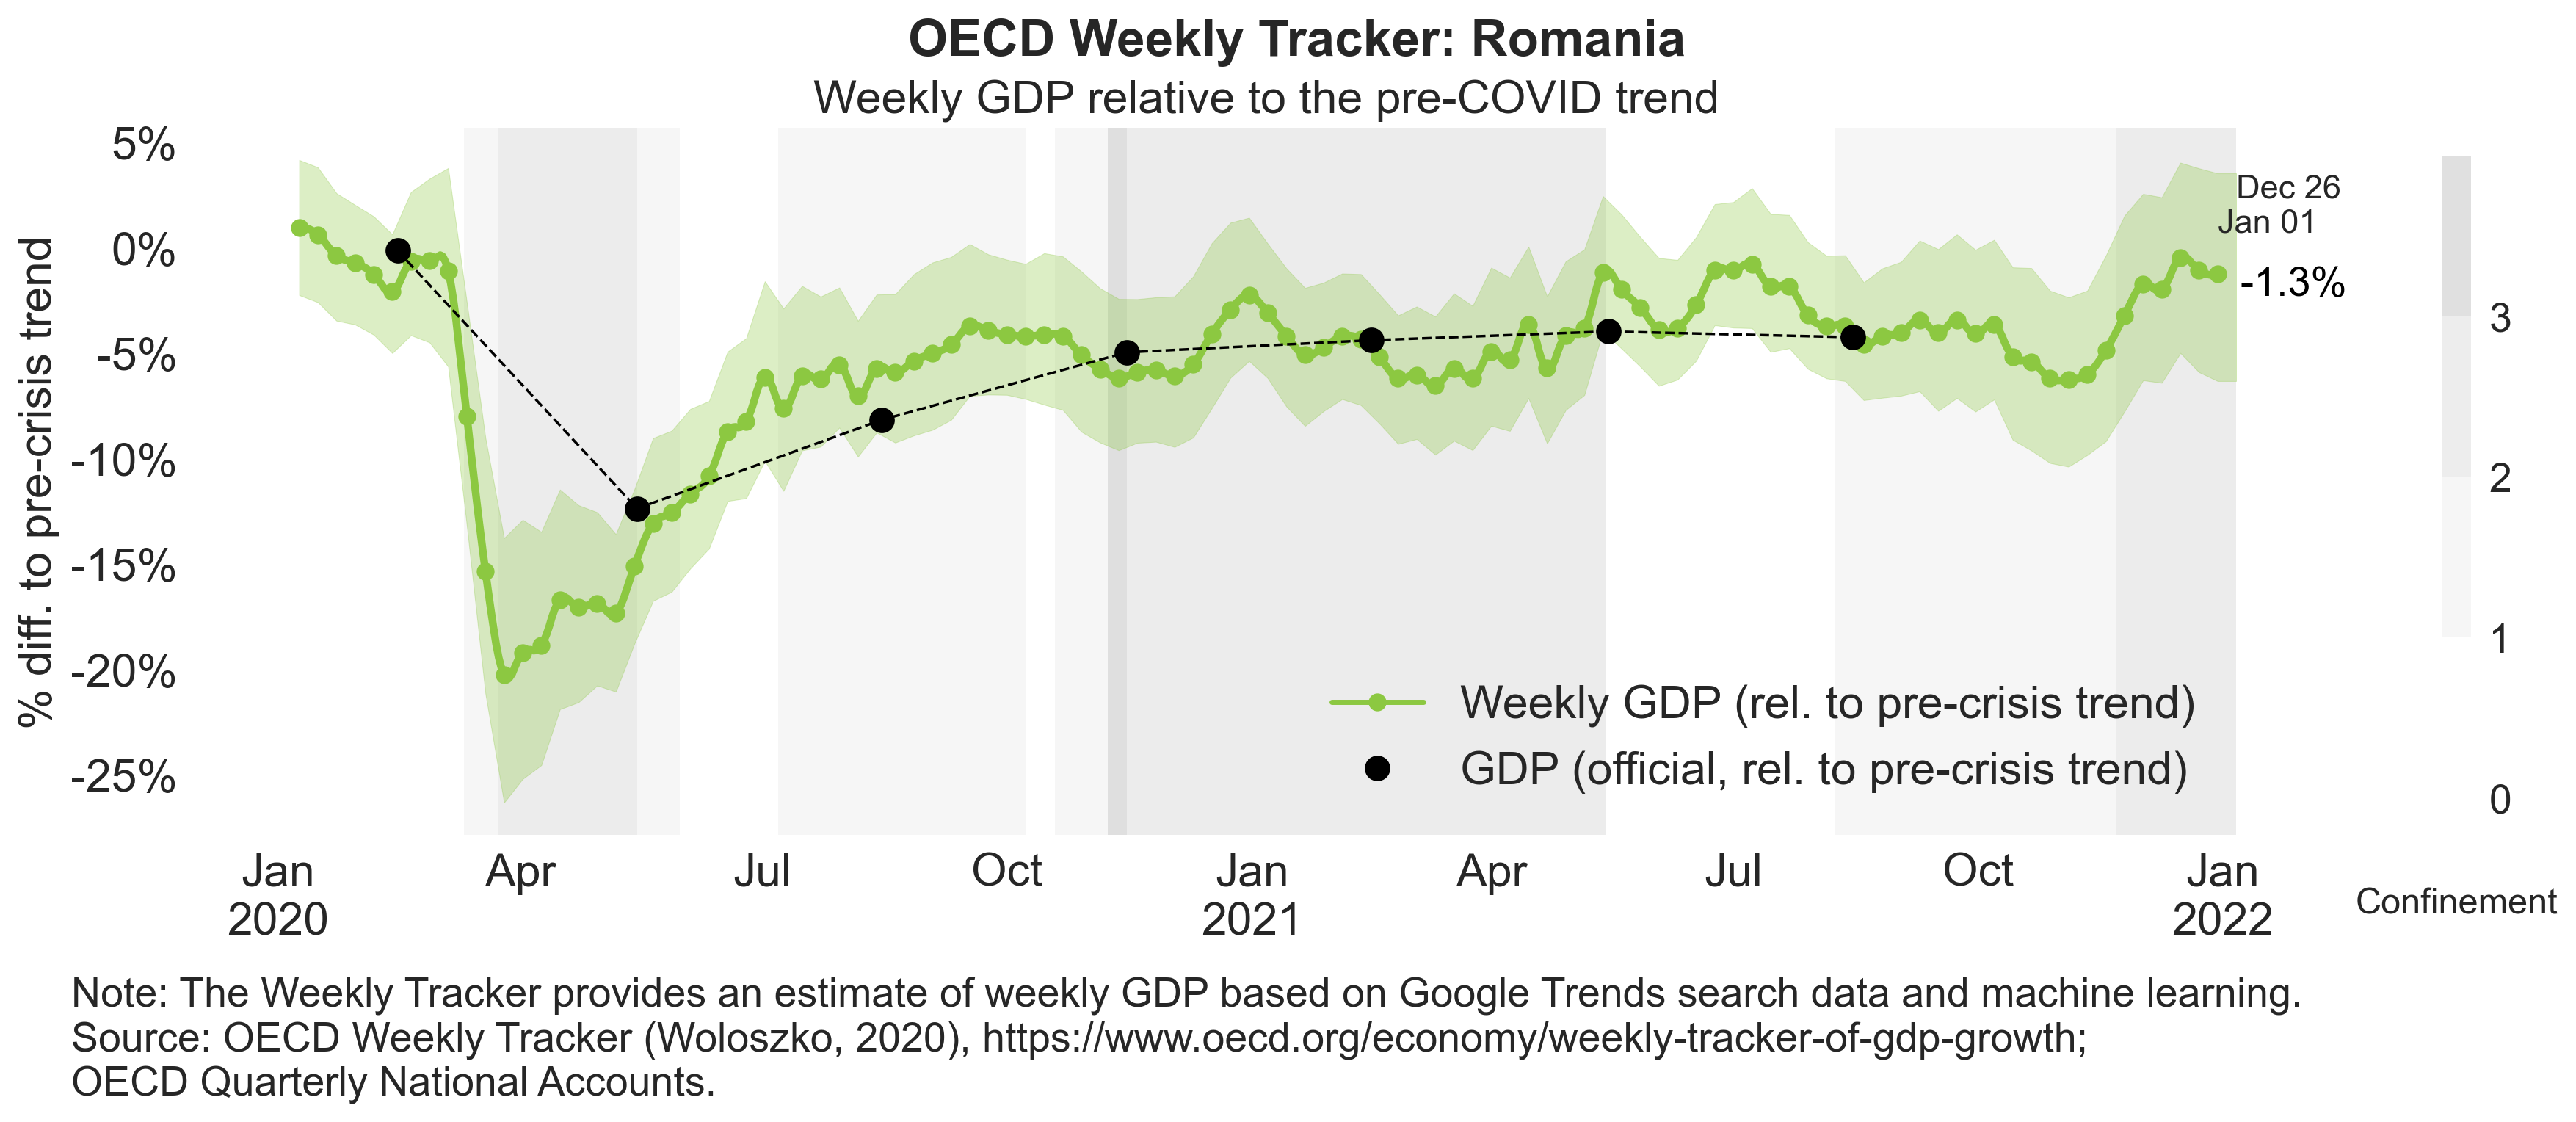 OECD Weekly Tracker: Romania
Weekly GDP relative to the pre-COVID trend
% diff. to pre-crisis trend
5%
0%
-5%
-10%
-15%
-20%
-25%
Dec 26
Jan 01
-1.3%
Weekly GDP (rel. to pre-crisis trend)
GDP (official, rel. to pre-crisis trend)
Jan
2020
Apr
Jul
Oct
Jan
2021
Apr
Jul
Oct
Jan
2022
3
2
1
0
Confinement
Note: The Weekly Tracker provides an estimate of weekly GDP based on Google Trends search data and machine learning.
Source: OECD Weekly Tracker (Woloszko, 2020), https://www.oecd.org/economy/weekly-tracker-of-gdp-growth;
OECD Quarterly National Accounts.